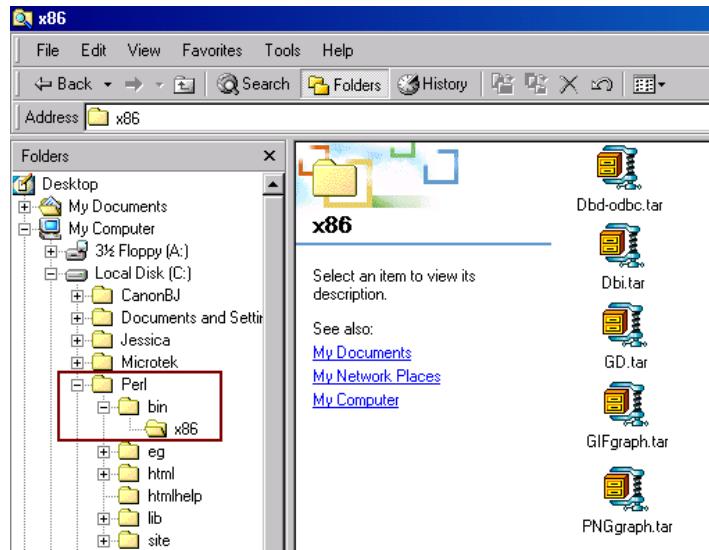 x86
File Edit View Favorites Tools Help
Back Search Folders History
Address x86
Folders
Desktop
My Documents
My Computer
3½ Floppy (A:)
Local Disk (C:)
CanonBJ
Documents and Settin
Jessica
Microtek
Perl
bin
x86
eg
html
htmlhelp
lib
site
x86
Select an item to view its
description.
See also:
My Documents
My Network Places
My Computer
Dbd-odbc.tar
Dbi.tar
GD.tar
GIFgraph.tar
PNGgraph.tar